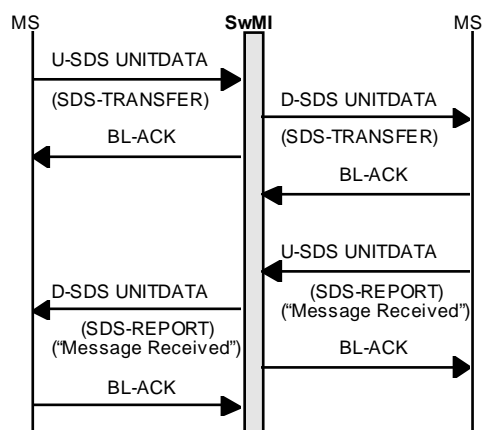 MS
SwMI
MS
U-SDS UNITDATA
(SDS-TRANSFER)
D-SDS UNITDATA
(SDS-TRANSFER)
BL-ACK
BL-ACK
U-SDS UNITDATA
(SDS-REPORT)
(“Message Received”)
D-SDS UNITDATA
(SDS-REPORT)
(“Message Received”)
BL-ACK
BL-ACK